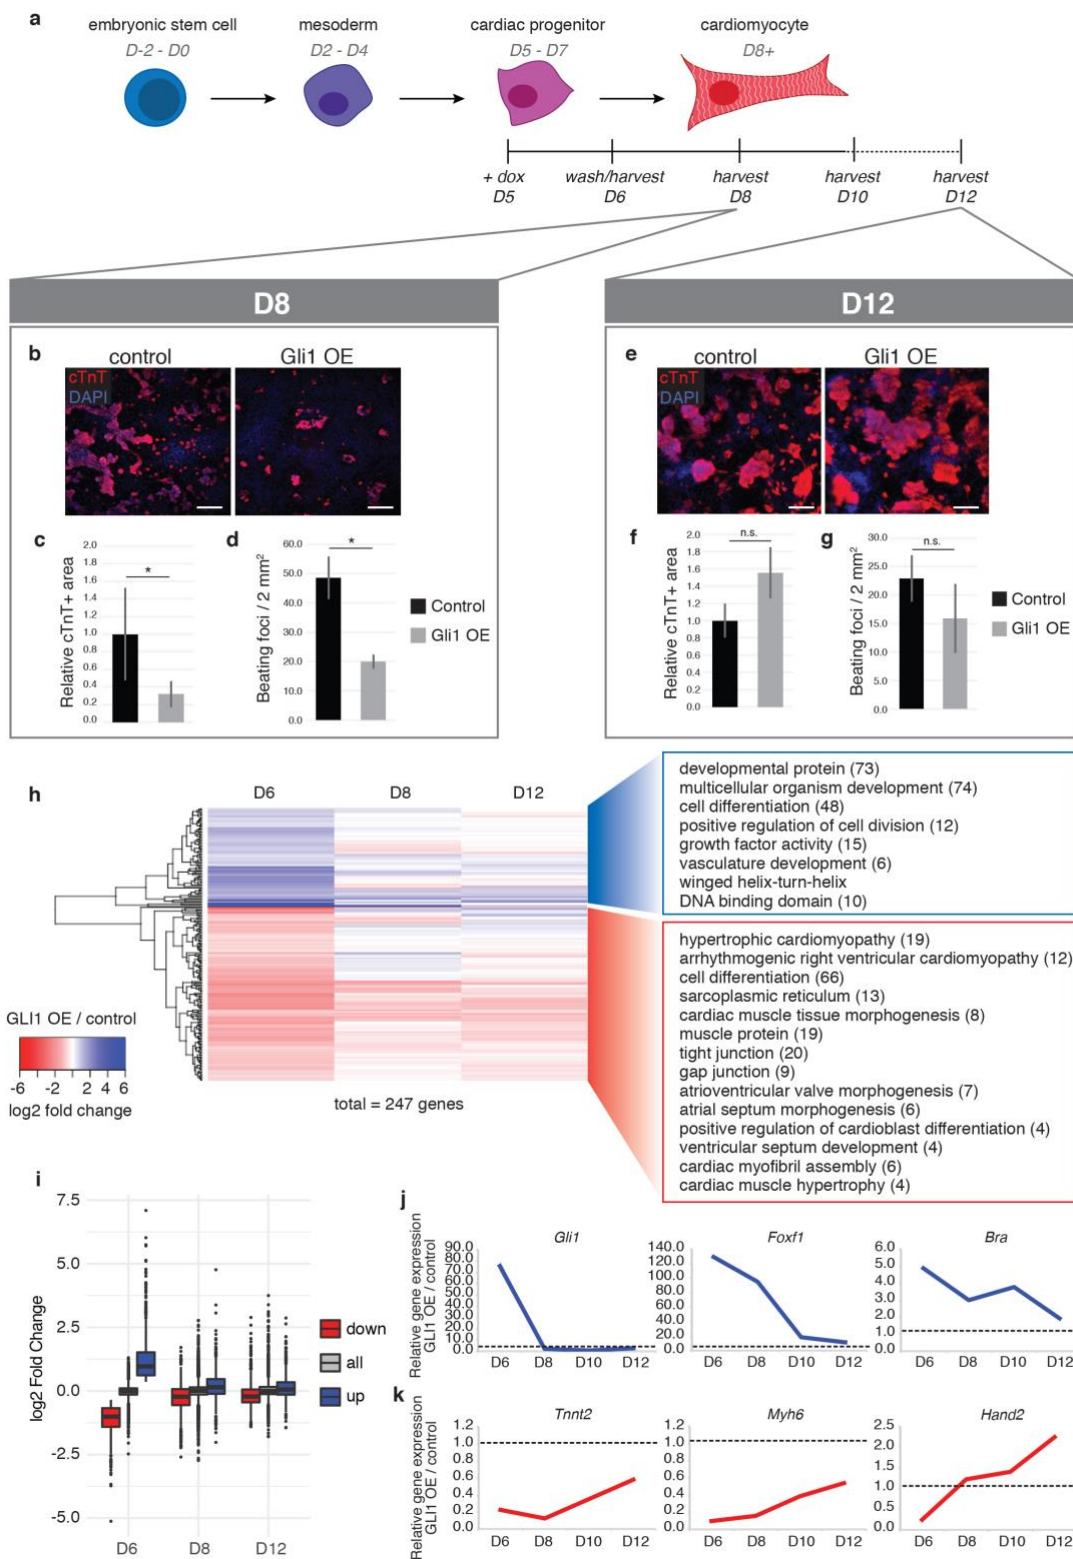 a
embryonic stem cell
D-2 - D0
mesoderm
D2 - D4
cardiac progenitor
D5 - D7
cardiomyocyte
D8+
+ dox
D5
wash/harvest
D6
harvest
D8
harvest
D10
harvest
D12
D8
b
control
Gli1 OE
cTnT
DAPI
c
Relative cTnT+ area
2.0
1.8
1.6
1.4
1.2
1.0
0.8
0.6
0.4
0.2
0.0
*
d
Beating foci / 2 mm²
60.0
50.0
40.0
30.0
20.0
10.0
0.0
*
Control
Gli1 OE
D12
e
control
Gli1 OE
cTnT
DAPI
f
Relative cTnT+ area
2.0
1.8
1.6
1.4
1.2
1.0
0.8
0.6
0.4
0.2
0.0
n.s.
g
Beating foci / 2 mm²
30.0
25.0
20.0
15.0
10.0
5.0
0.0
n.s.
Control
Gli1 OE
h
D6 D8 D12
GLI1 OE / control
-6 -2 2 4 6
log2 fold change
total = 247 genes
developmental protein (73)
multicellular organism development (74)
cell differentiation (48)
positive regulation of cell division (12)
growth factor activity (15)
vasculature development (6)
winged helix-turn-helix
DNA binding domain (10)
hypertrophic cardiomyopathy (19)
arrhythmogenic right ventricular cardiomyopathy (12)
cell differentiation (66)
sarcoplasmic reticulum (13)
cardiac muscle tissue morphogenesis (8)
muscle protein (19)
tight junction (20)
gap junction (9)
atrioventricular valve morphogenesis (7)
atrial septum morphogenesis (6)
positive regulation of cardioblast differentiation (4)
ventricular septum development (4)
cardiac myofibril assembly (6)
cardiac muscle hypertrophy (4)
i
log2 Fold Change
7.5
5.0
2.5
0.0
-2.5
-5.0
D6 D8 D12
down
all
up
j
Relative gene expression
GLI1 OE / control
Gli1
90.0
80.0
70.0
60.0
50.0
40.0
30.0
20.0
10.0
0.0
D6 D8 D10 D12
Foxf1
140.0
120.0
100.0
80.0
60.0
40.0
20.0
0.0
D6 D8 D10 D12
Bra
6.0
5.0
4.0
3.0
2.0
1.0
0.0
D6 D8 D10 D12
k
Relative gene expression
GLI1 OE / control
Tnnt2
1.2
1.0
0.8
0.6
0.4
0.2
0.0
D6 D8 D10 D12
Myh6
1.2
1.0
0.8
0.6
0.4
0.2
0.0
D6 D8 D10 D12
Hand2
2.5
2.0
1.5
1.0
0.5
0.0
D6 D8 D10 D12